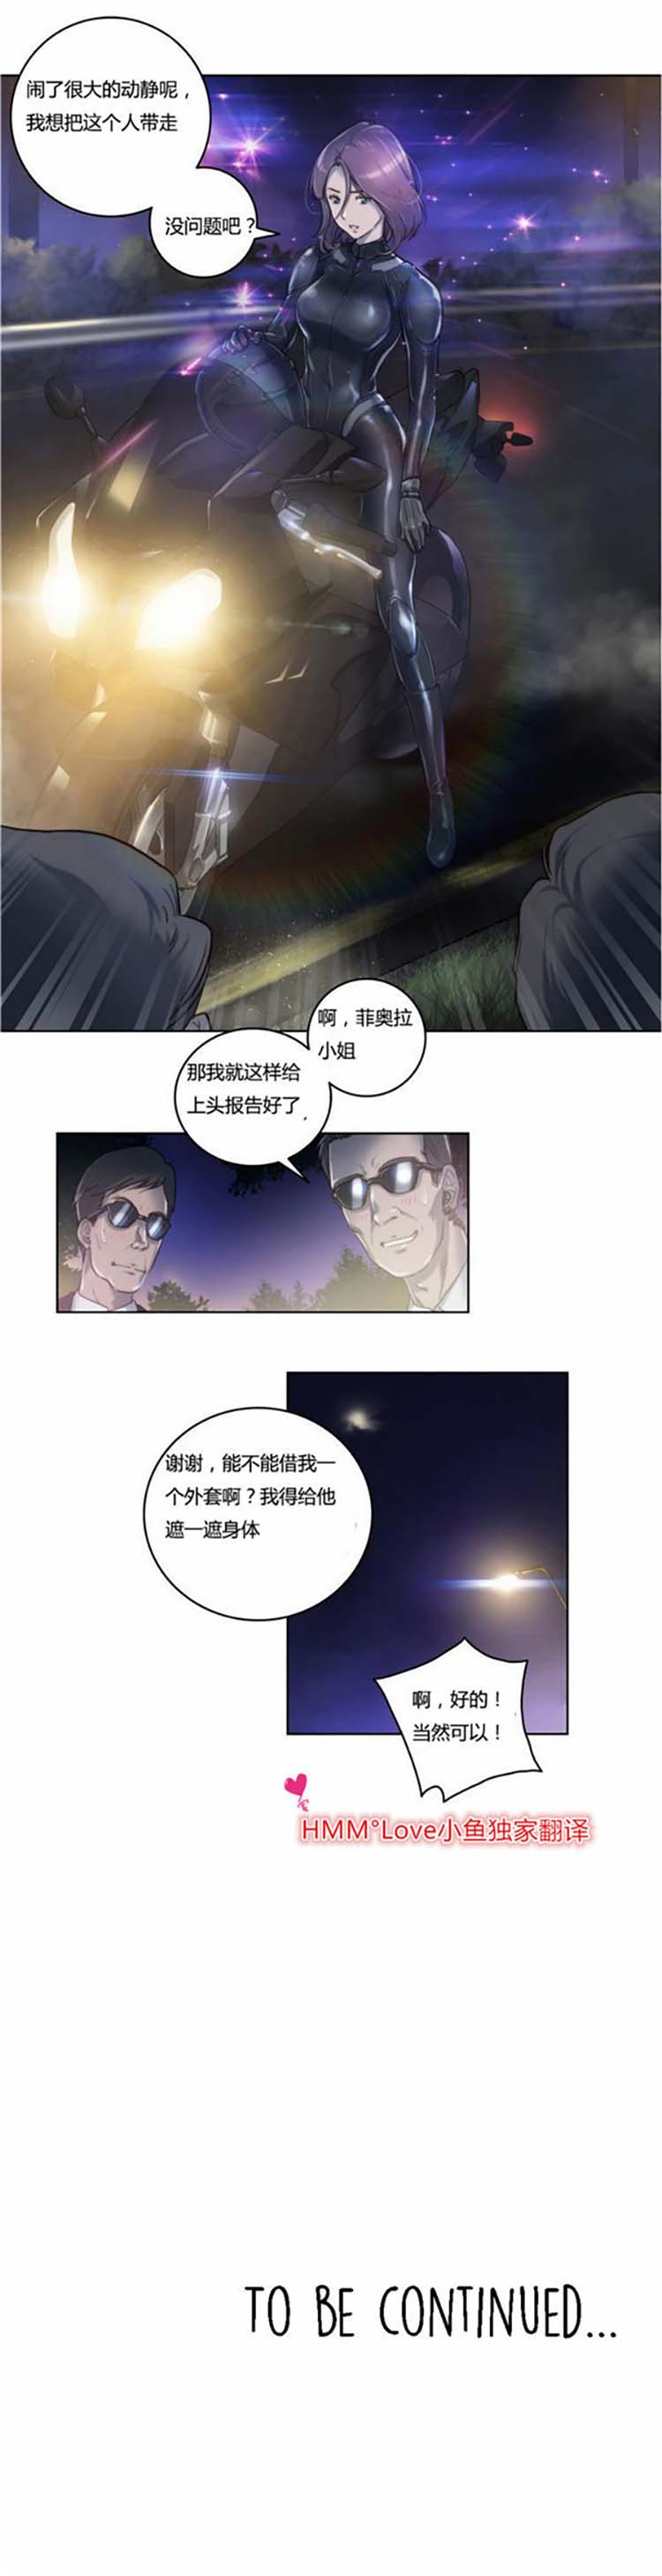 闹了很大的动静呢，
我想把这个人带走
没问题吧？
啊，菲奥拉
小姐
那我就这样给
上头报告好了，
谢谢，能不能借我一
个外套啊？我得给他
遮一遮身体
啊，好的！
当然可以！
HMM°Love小鱼独家翻译
TO BE CONTINUED...